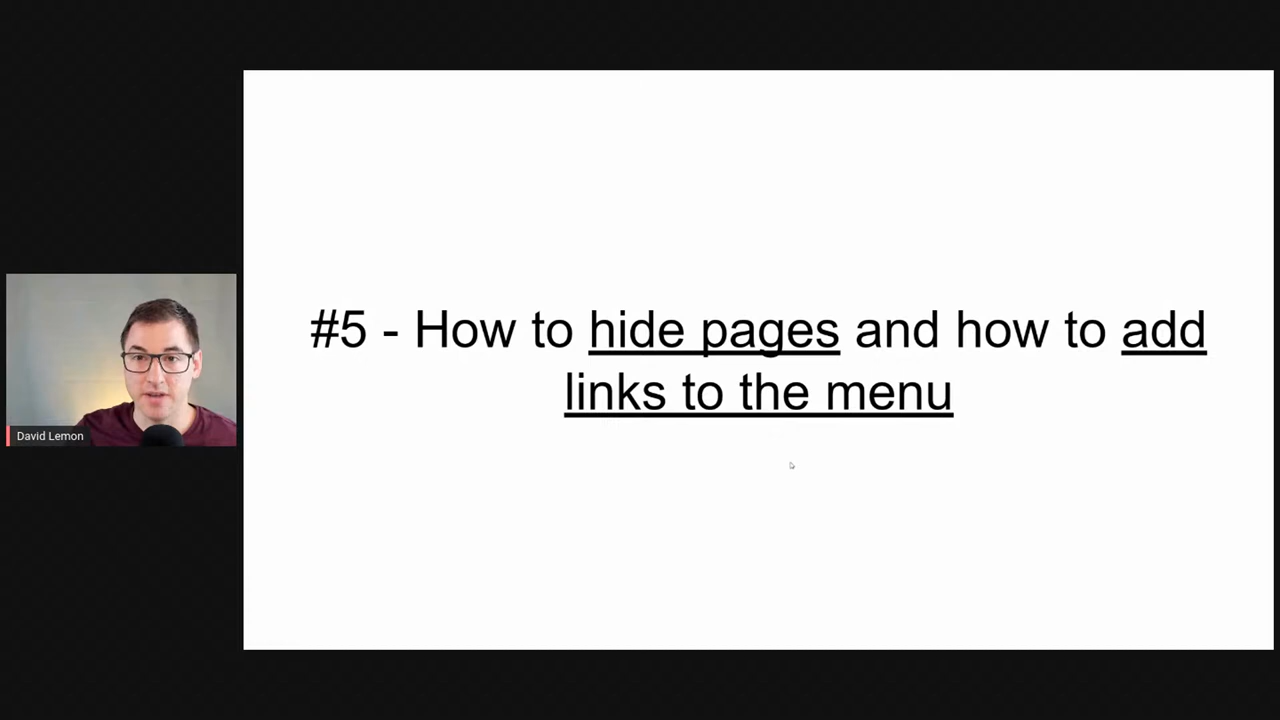 #5 - How to hide pages and how to add
links to the menu
David Lemon